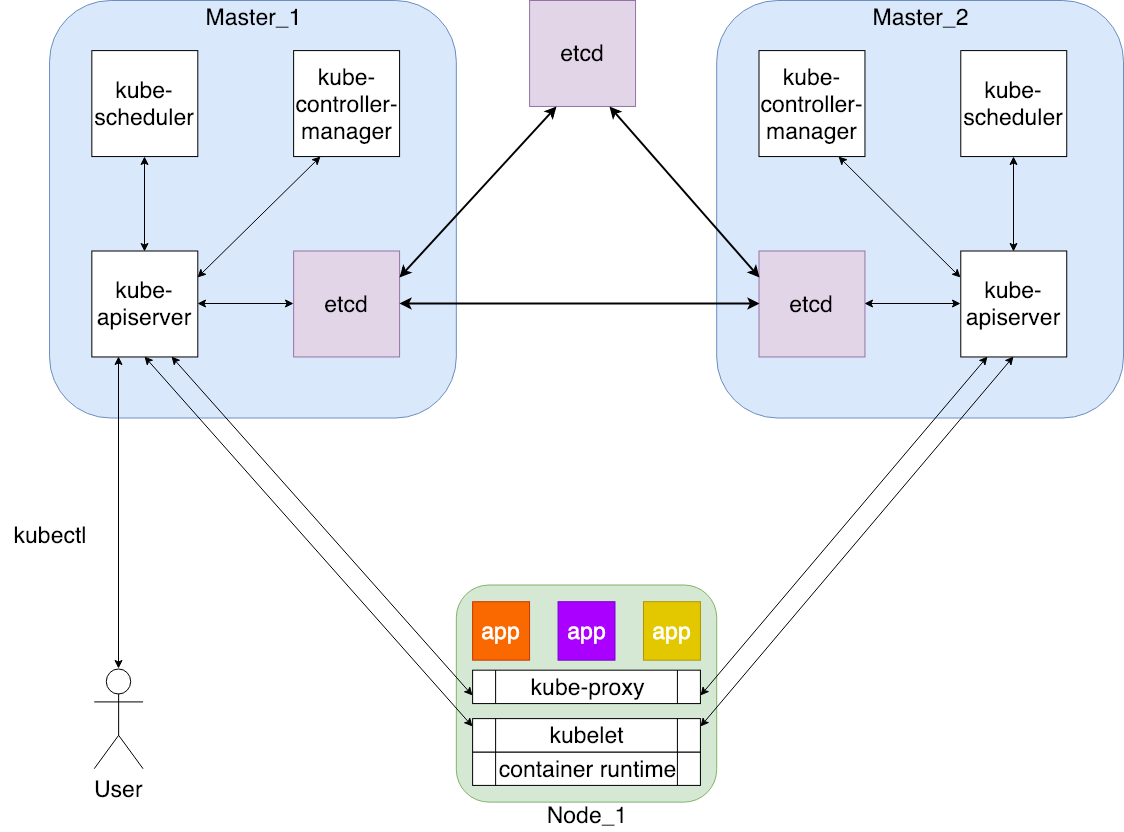 Master_1
Master_2
etcd
kube-
scheduler
kube-
controller-
manager
kube-
controller-
manager
kube-
scheduler
kube-
apiserver
etcd
etcd
kube-
apiserver
kubectl
app
app
app
kube-proxy
kubelet
container runtime
User
Node_1